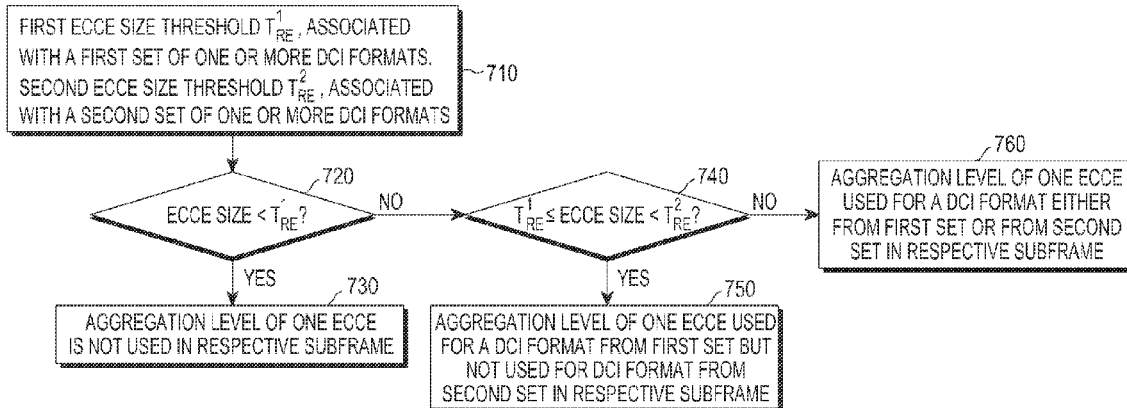 FIRST ECCE SIZE THRESHOLD T¹RE, ASSOCIATED
WITH A FIRST SET OF ONE OR MORE DCI FORMATS.
SECOND ECCE SIZE THRESHOLD T²RE, ASSOCIATED
WITH A SECOND SET OF ONE OR MORE DCI FORMATS
710
720
ECCE SIZE < T'RE?
NO
YES
730
AGGREGATION LEVEL OF ONE ECCE
IS NOT USED IN RESPECTIVE SUBFRAME
740
T¹RE ≤ ECCE SIZE < T²RE?
NO
YES
750
AGGREGATION LEVEL OF ONE ECCE USED
FOR A DCI FORMAT FROM FIRST SET BUT
NOT USED FOR DCI FORMAT FROM
SECOND SET IN RESPECTIVE SUBFRAME
760
AGGREGATION LEVEL OF ONE ECCE
USED FOR A DCI FORMAT EITHER
FROM FIRST SET OR FROM SECOND
SET IN RESPECTIVE SUBFRAME